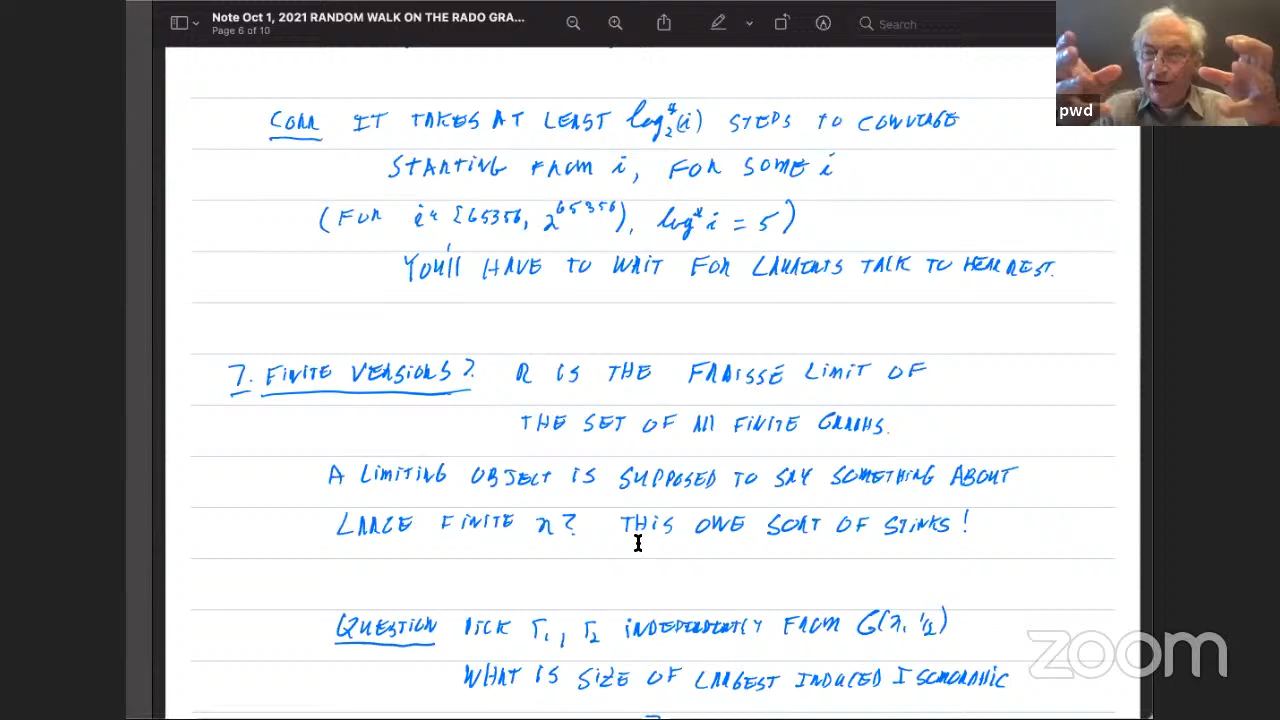 Note Oct 1, 2021 RANDOM WALK ON THE RADO GRA...
Page 6 of 10
Search
pwd
CORR IT TAKES AT LEAST log₂*(i) STEPS TO CONVERGE
STARTING FROM i, FOR SOME i
(FOR i ∈ [65356, 2^65356), log* i = 5)
YOU'll HAVE TO WAIT FOR LAURENTS TALK TO HEAR REST.
7. FINITE VERSIONS? R IS THE FRAISSÉ LIMIT OF
THE SET OF All FINITE GRAPHS.
A LIMITING OBJECT IS SUPPOSED TO SAY SOMETHING ABOUT
LARGE FINITE n? THIS ONE SORT OF STINKS!
QUESTION PICK Γ₁, Γ₂ INDEPENDENTLY FROM G(n, 1/2)
WHAT IS SIZE OF LARGEST INDUCED ISOMORPHIC
zoom